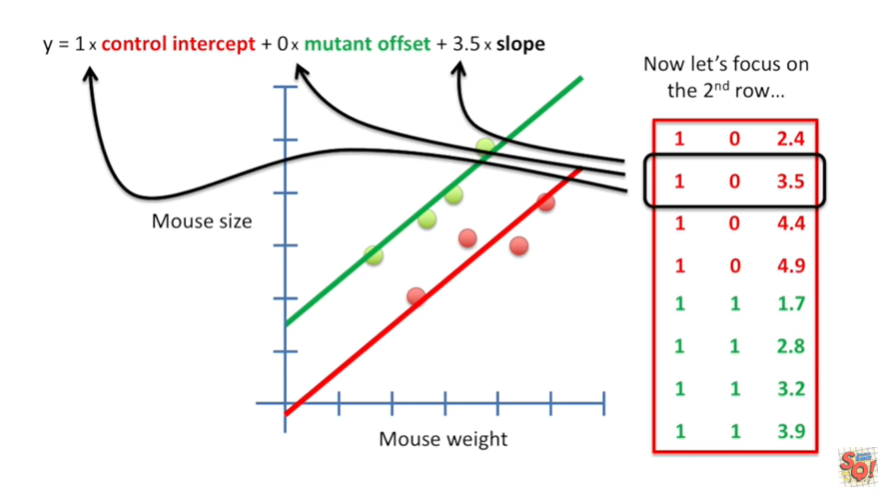 y = 1 x control intercept + 0 x mutant offset + 3.5 x slope
Now let's focus on
the 2nd row...
Mouse size
Mouse weight
1 0 2.4
1 0 3.5
1 0 4.4
1 0 4.9
1 1 1.7
1 1 2.8
1 1 3.2
1 1 3.9
SQ!